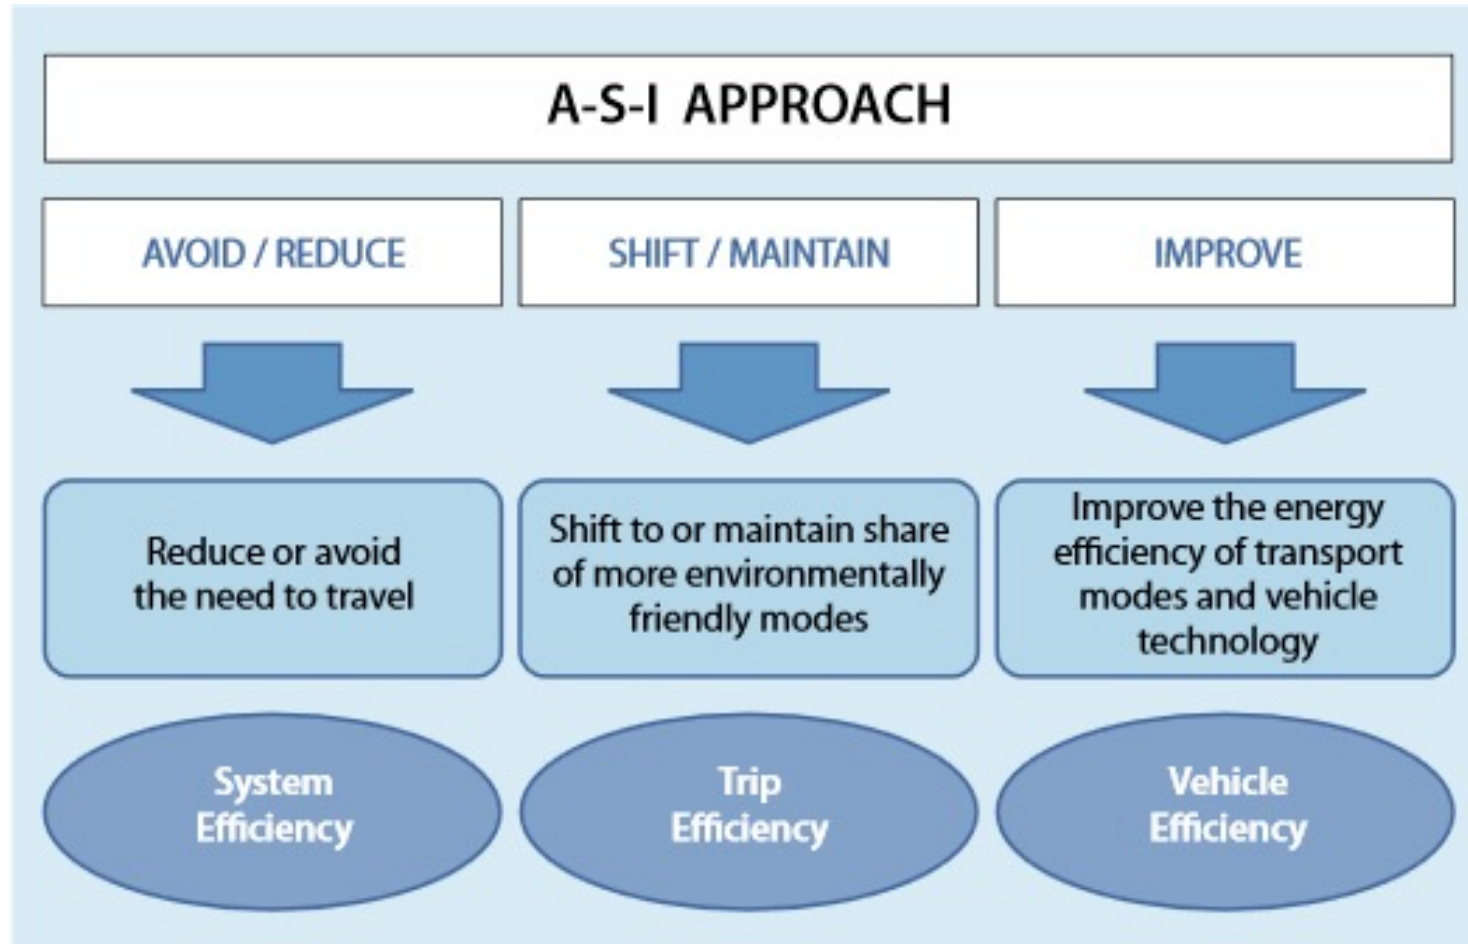 A-S-I APPROACH
AVOID / REDUCE
SHIFT / MAINTAIN
IMPROVE
Reduce or avoid
the need to travel
Shift to or maintain share
of more environmentally
friendly modes
Improve the energy
efficiency of transport
modes and vehicle
technology
System
Efficiency
Trip
Efficiency
Vehicle
Efficiency